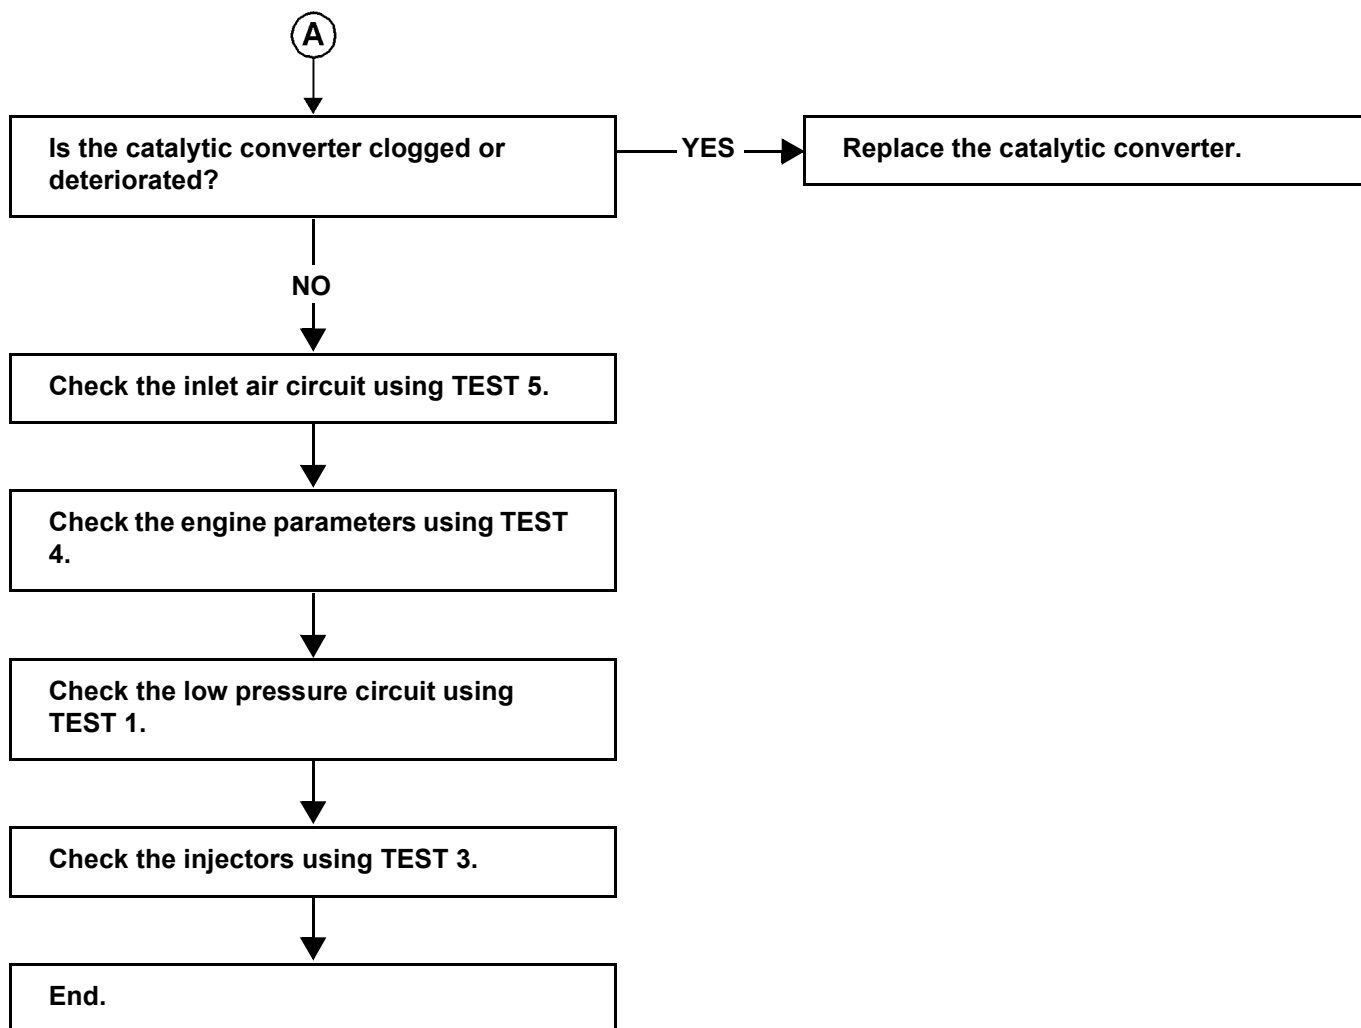 A
Is the catalytic converter clogged or
deteriorated?
YES
Replace the catalytic converter.
NO
Check the inlet air circuit using TEST 5.
Check the engine parameters using TEST
4.
Check the low pressure circuit using
TEST 1.
Check the injectors using TEST 3.
End.